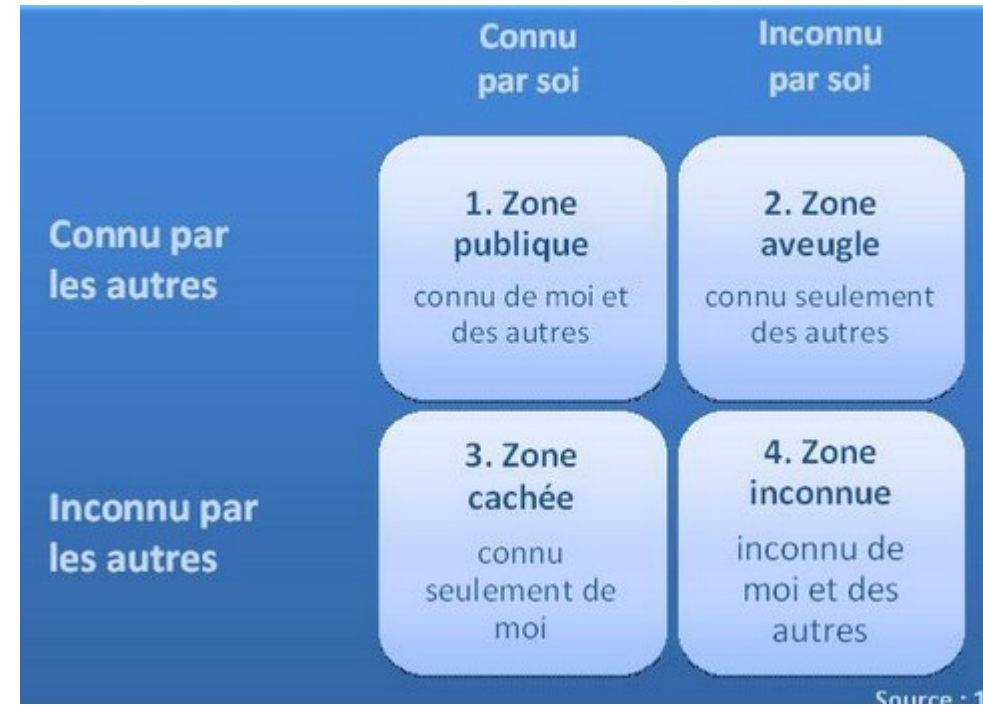 Connu
par soi
Inconnu
par soi
Connu par
les autres
1. Zone
publique
connu de moi et
des autres
2. Zone
aveugle
connu seulement
des autres
Inconnu par
les autres
3. Zone
cachée
connu
seulement de
moi
4. Zone
inconnue
inconnu de
moi et des
autres
Source : 1